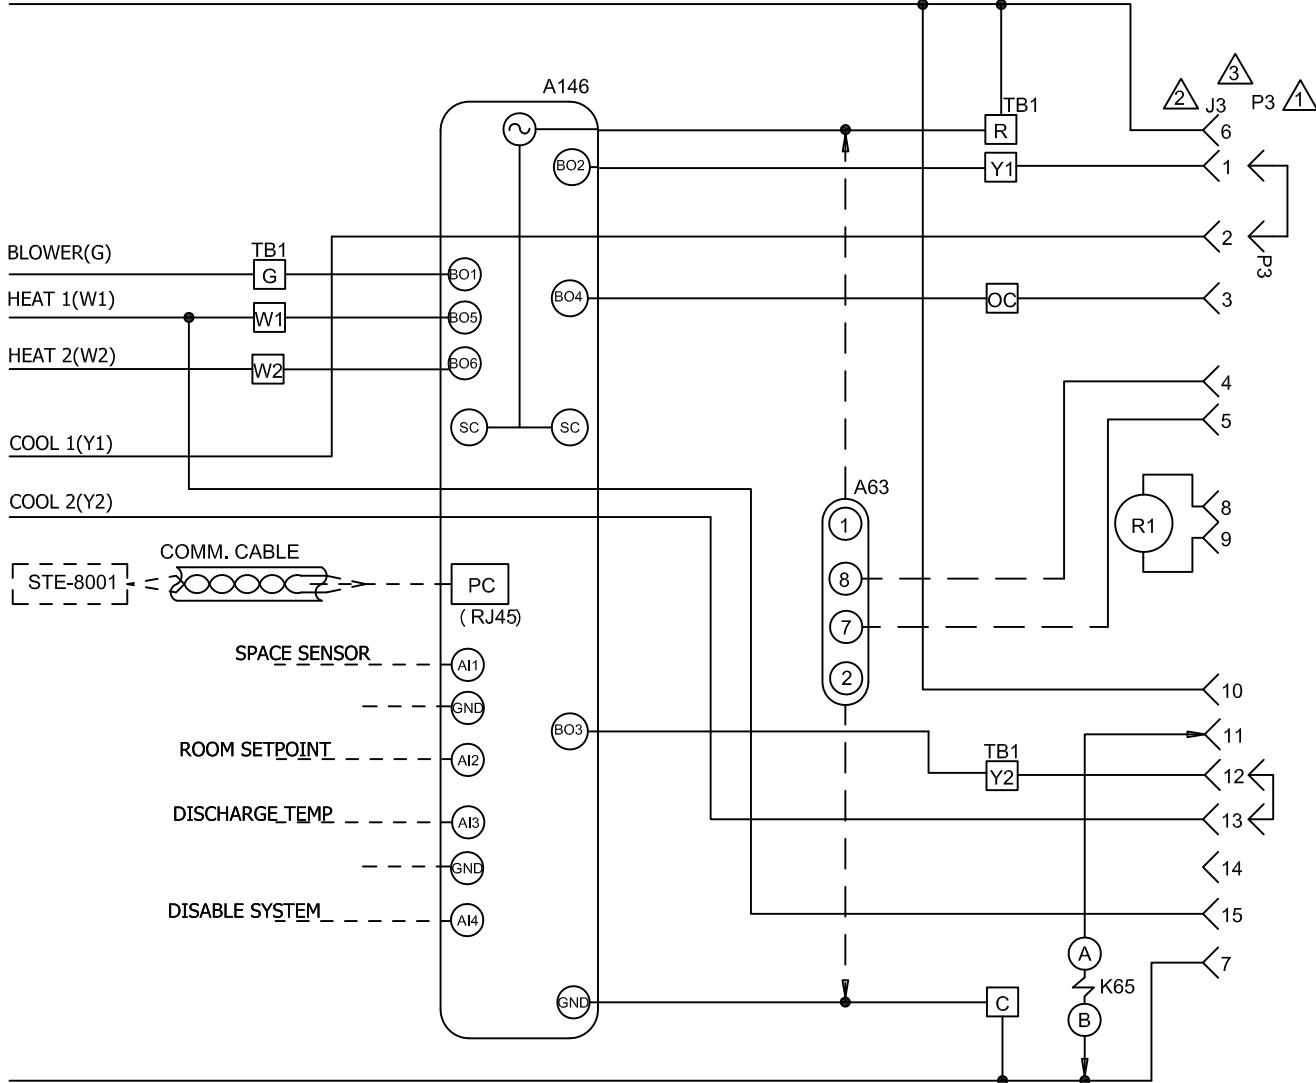 A146
3
2
J3
P3
1
TB1
R
6
BO2
Y1
1
2
P3
BLOWER(G)
TB1
G
BO1
HEAT 1(W1)
W1
BO5
BO4
OC
3
HEAT 2(W2)
W2
BO6
4
5
SC
SC
COOL 1(Y1)
COOL 2(Y2)
A63
1
8
7
2
R1
8
9
COMM. CABLE
STE-8001
PC
( RJ45)
SPACE SENSOR
AI1
GND
10
BO3
11
ROOM SETPOINT
AI2
TB1
Y2
12
DISCHARGE TEMP
AI3
13
GND
14
DISABLE SYSTEM
AI4
15
A
7
K65
B
GND
C